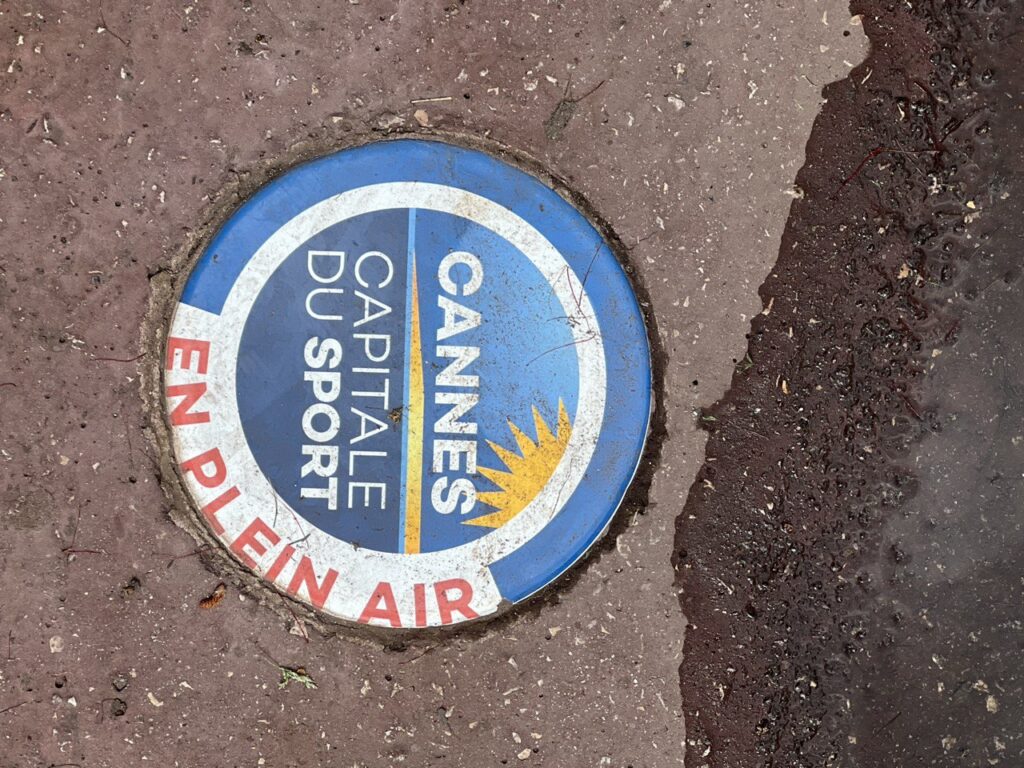 CANNES
CAPITALE
DU SPORT
EN PLEIN AIR